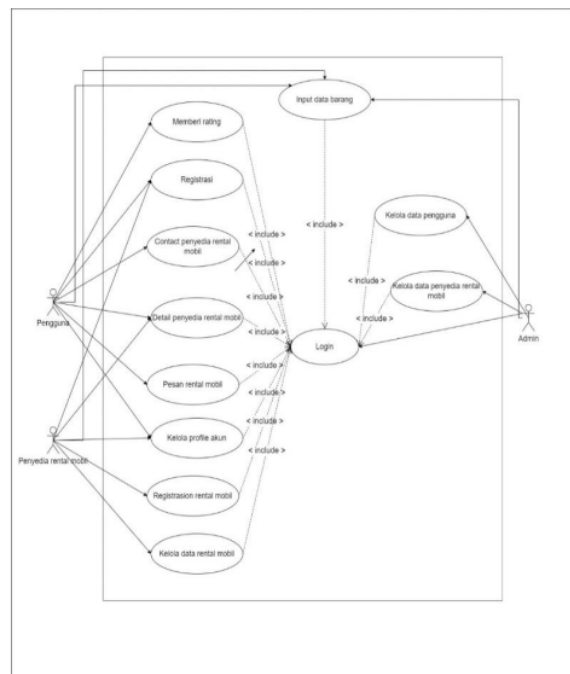 Input data barang
Memberi rating
Registrasi
Kelola data pengguna
< include >
< include >
Contact penyedia rental
mobil
< include >
< include >
Kelola data penyedia rental
mobil
< include >
< include >
Pengguna
Detail penyedia rental mobil
< include >
< include >
Login
Admin
Pesan rental mobil
< include >
< include >
Kelola profile akun
< include >
Penyedia rental mobil
Registrasion rental mobil
Kelola data rental mobil